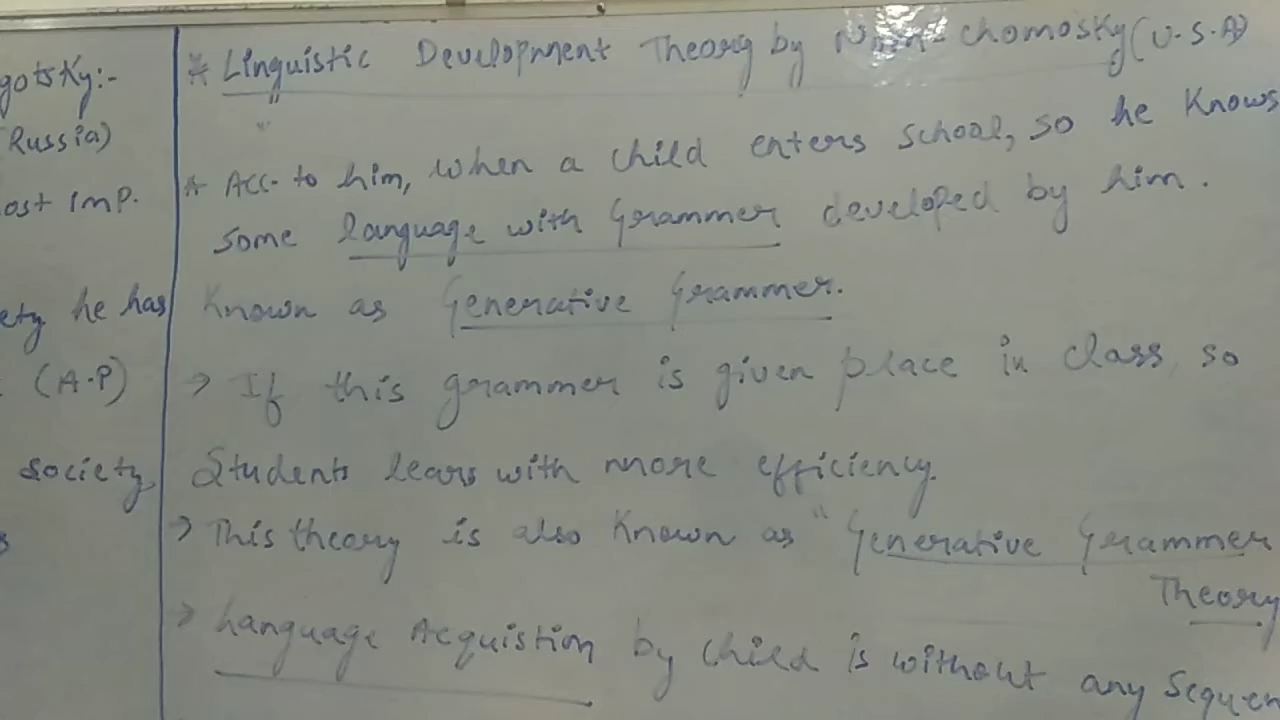 gotsky:-
Russia)
ost imp.
ety he has
(A.P)
society
* Linguistic Development Theory by chomosky (U.S.A)
* Acc. to him, when a child enters school, so he knows
some language with Grammer developed by him.
known as Generative Grammer.
→ If this grammer is given place in class, so
Students lears with more efficiency.
→ This theory is also known as "Generative Grammer
Theory
→ Language Acquistion by child is without any Sequen